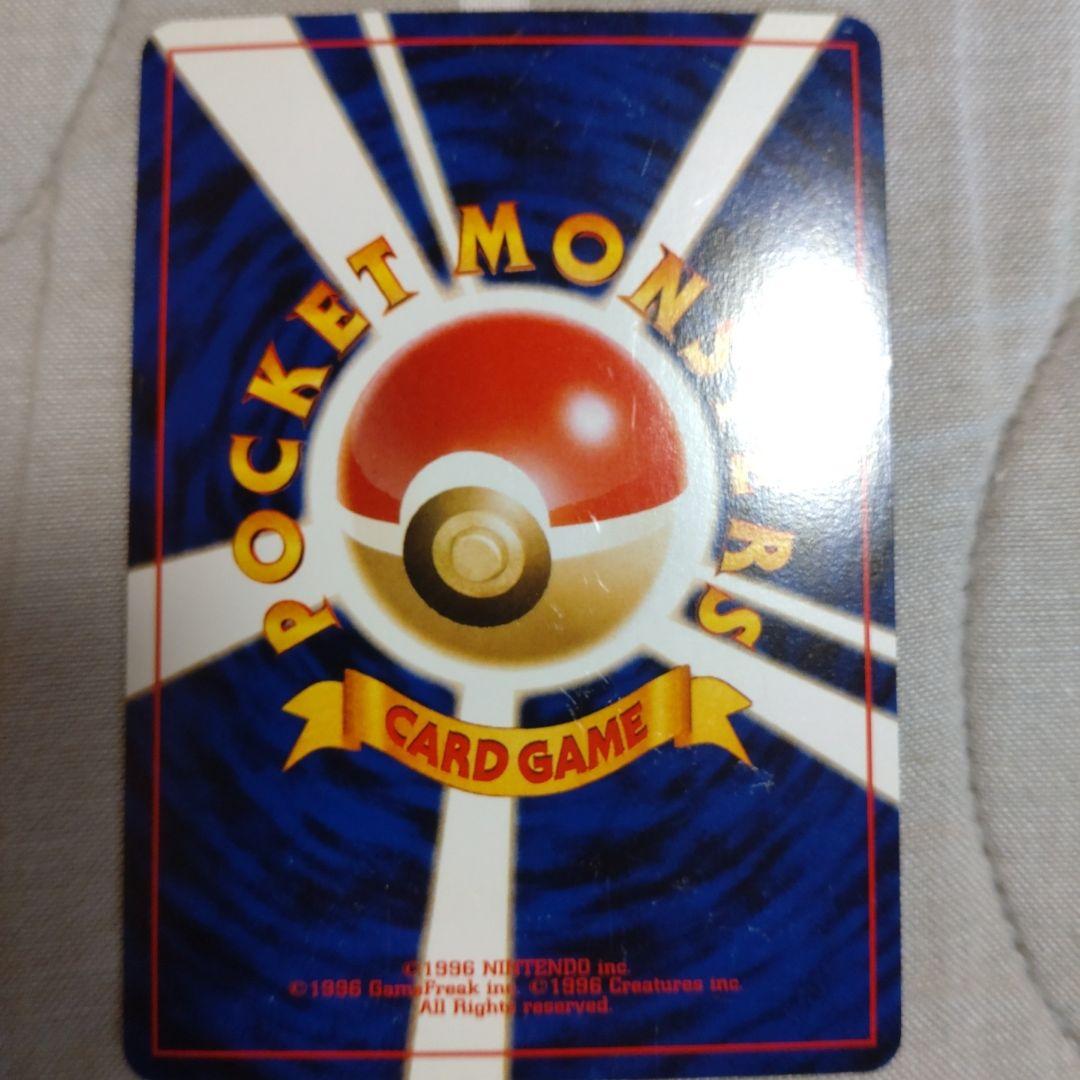 POCKET MONSTERS
CARD GAME
©1996 NINTENDO inc.
©1996 GameFreak inc. ©1996 Creatures inc.
All Rights reserved.